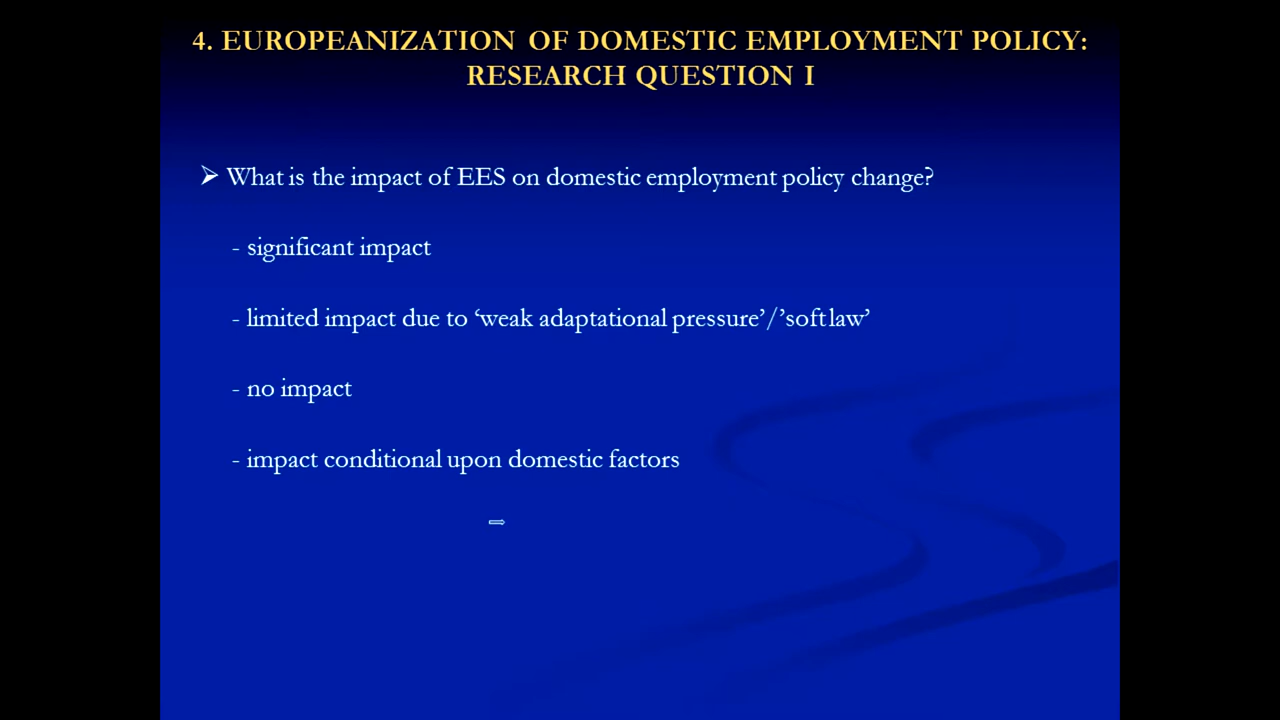 4. EUROPEANIZATION OF DOMESTIC EMPLOYMENT POLICY:
RESEARCH QUESTION I
➢ What is the impact of EES on domestic employment policy change?
- significant impact
- limited impact due to ‘weak adaptational pressure’/’soft law’
- no impact
- impact conditional upon domestic factors
⇨